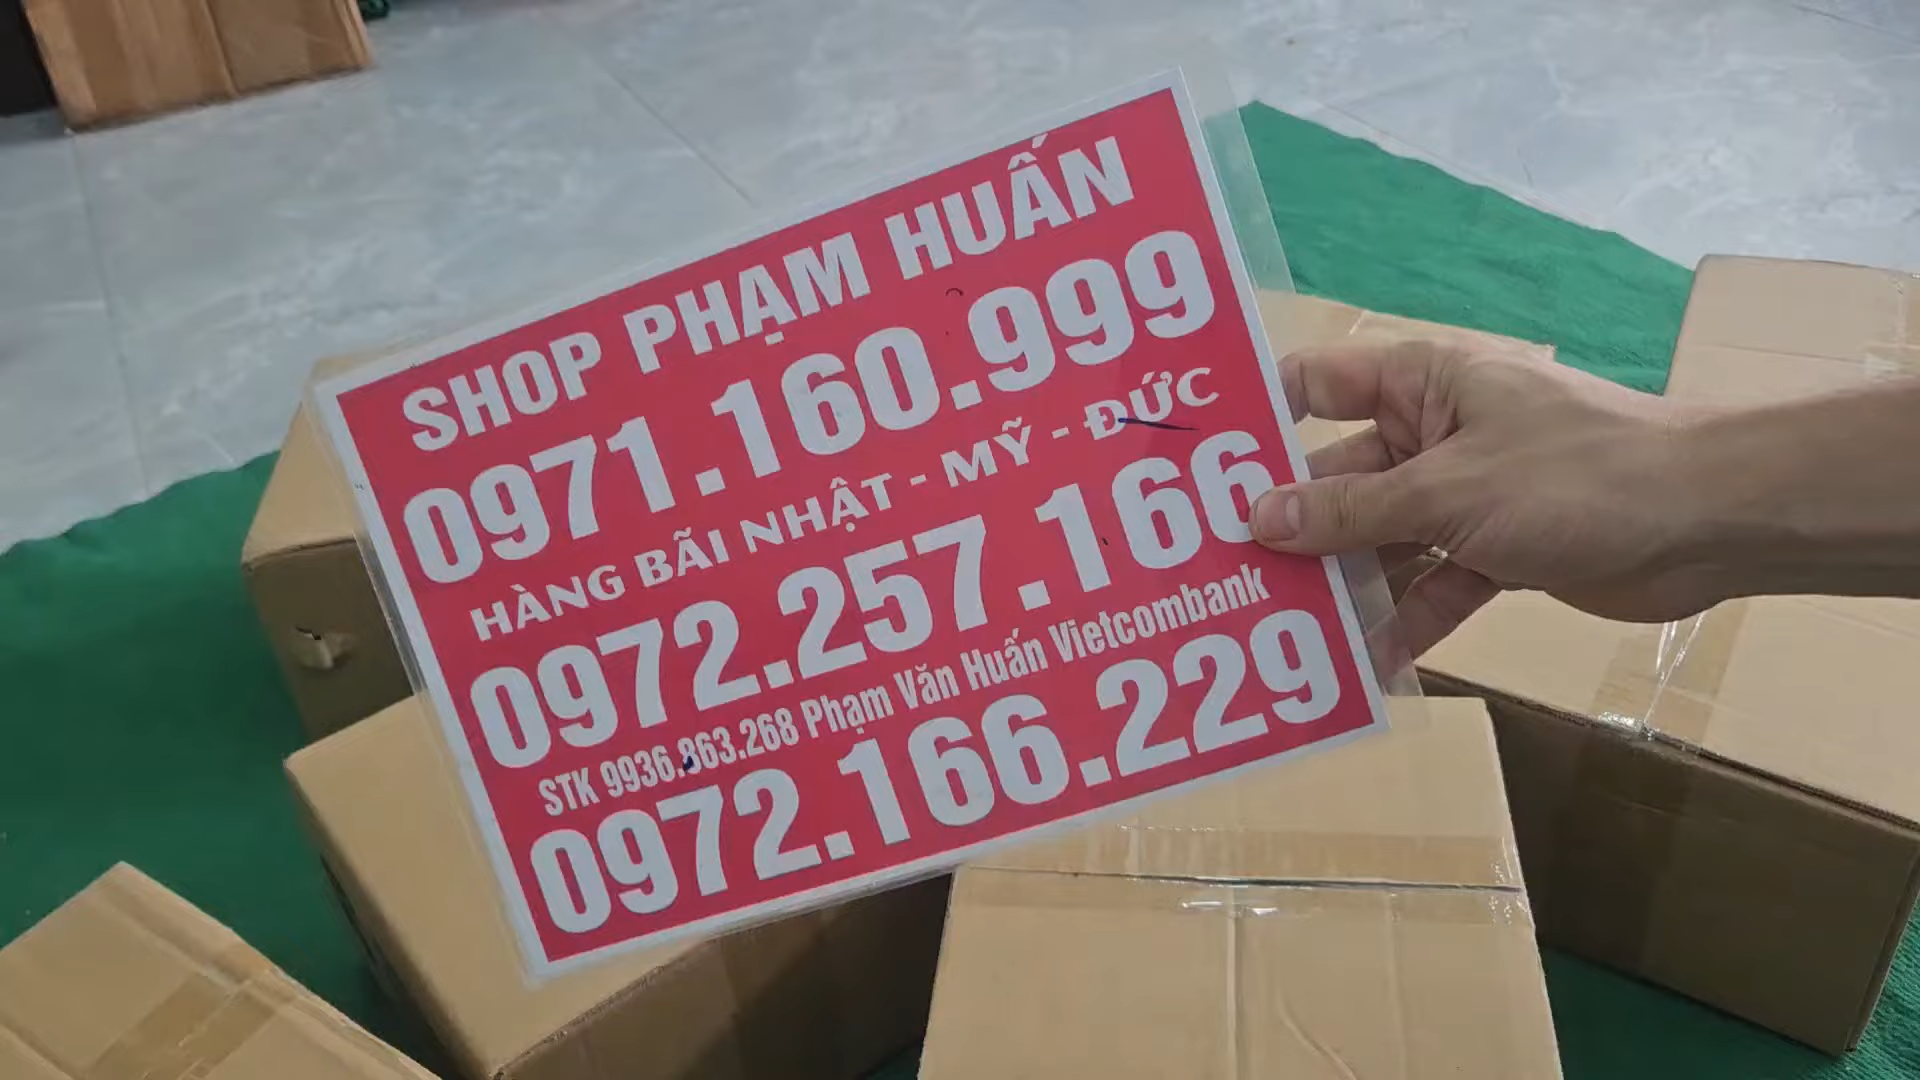 SHOP PHẠM HUẤN
0971.160.999
HÀNG BÃI NHẬT - MỸ - ĐỨC
0972.257.166
STK 9936.863.268 Phạm Văn Huấn Vietcombank
0972.166.229